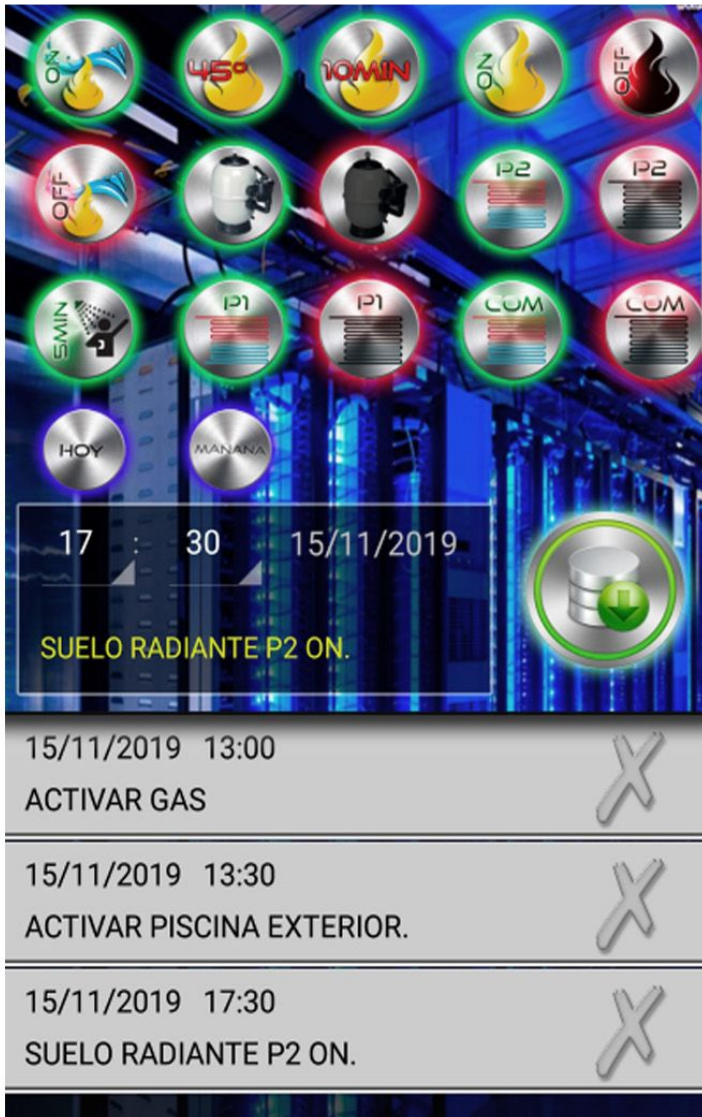 ON
45º
10MIN
ON
OFF
OFF
P2
P2
5MIN
P1
P1
COM
COM
HOY
MANANA
17 : 30 15/11/2019
SUELO RADIANTE P2 ON.
15/11/2019 13:00
ACTIVAR GAS
15/11/2019 13:30
ACTIVAR PISCINA EXTERIOR.
15/11/2019 17:30
SUELO RADIANTE P2 ON.